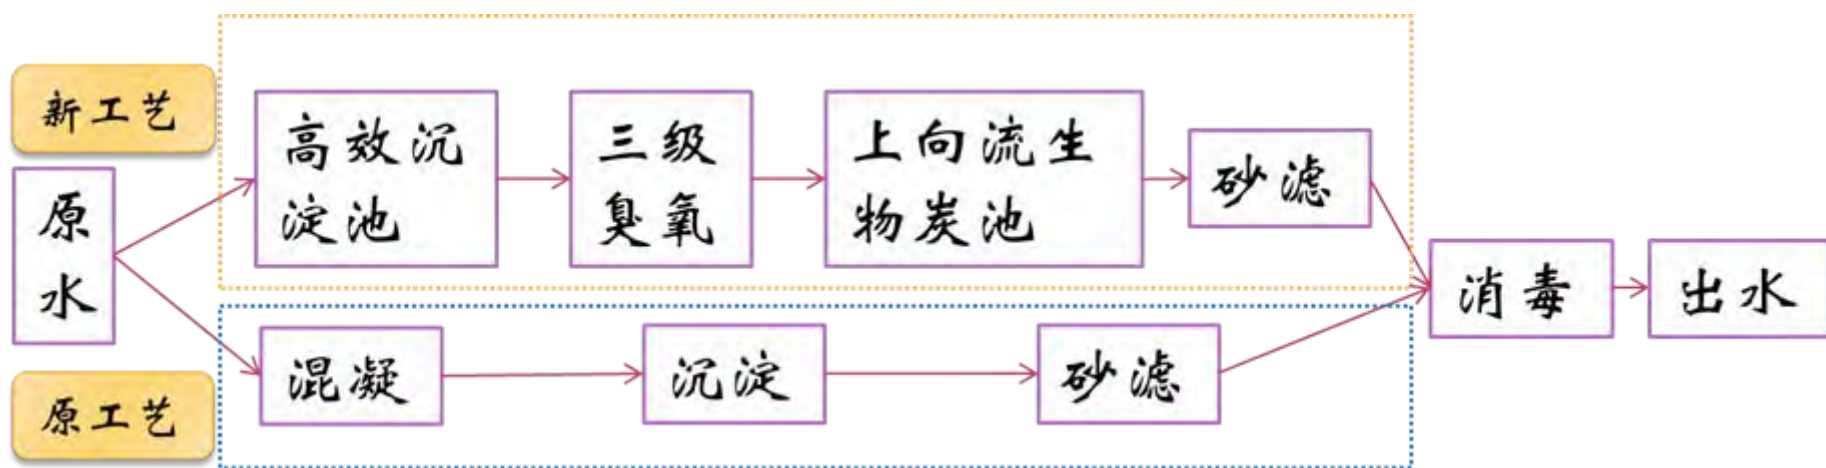 新工艺
原
水
高效沉
淀池
三级
臭氧
上向流生
物炭池
砂滤
消毒
出水
混凝
沉淀
砂滤
原工艺